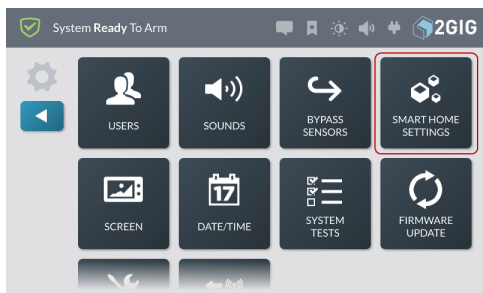 System Ready To Arm
2GIG
USERS
SOUNDS
BYPASS
SENSORS
SMART HOME
SETTINGS
SCREEN
17
DATE/TIME
SYSTEM
TESTS
FIRMWARE
UPDATE